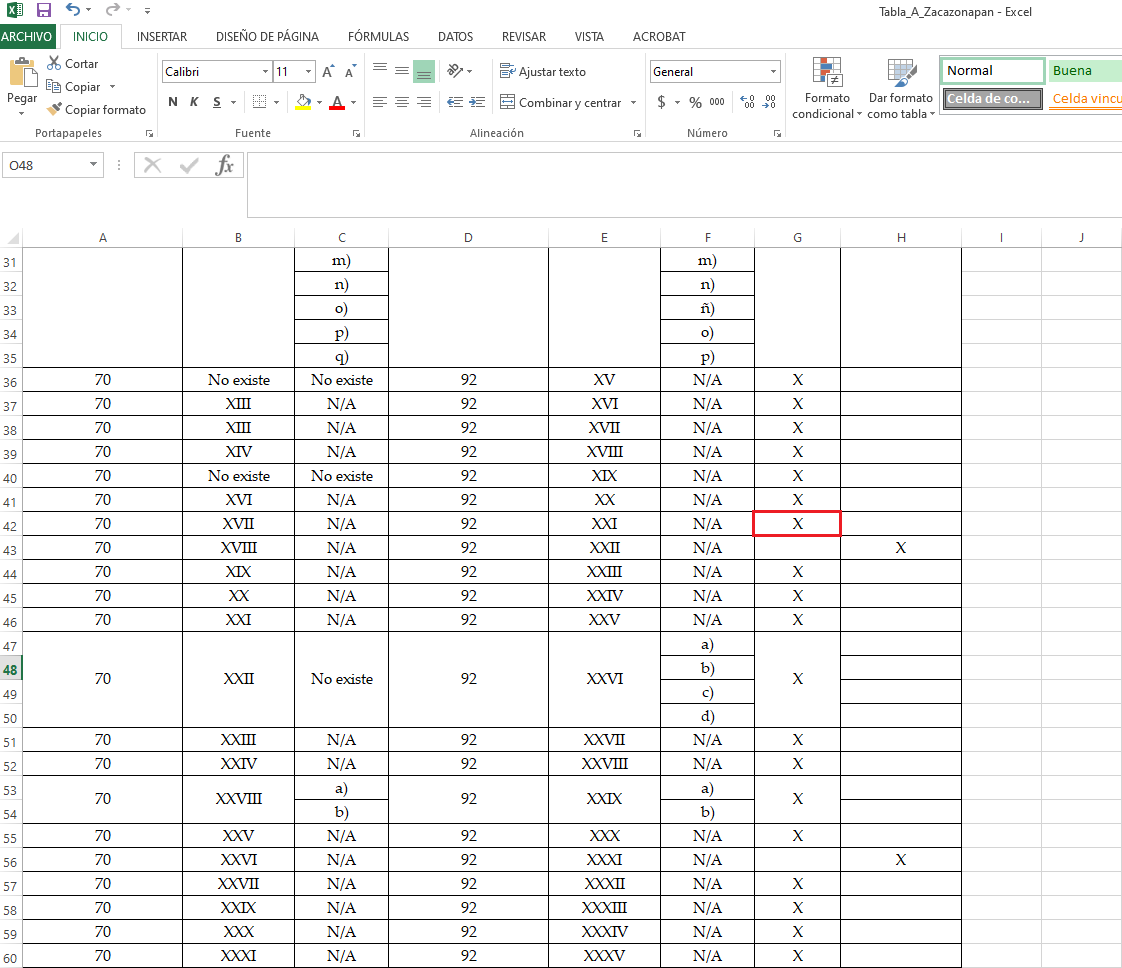 Tabla_A_Zacazonapan - Excel
ARCHIVO INICIO INSERTAR DISEÑO DE PÁGINA FÓRMULAS DATOS REVISAR VISTA ACROBAT
Pegar
Cortar
Copiar
Copiar formato
Portapapeles
Calibri 11
N K S
Fuente
Ajustar texto
Combinar y centrar
Alineación
General
$ % 000
Número
Formato condicional
Dar formato como tabla
Normal Buena
Celda de co... Celda vincu
O48 fx
A B C D E F G H I J
31 m) m)
32 n) n)
33 o) ñ)
34 p) o)
35 q) p)
36 70 No existe No existe 92 XV N/A X
37 70 XIII N/A 92 XVI N/A X
38 70 XIII N/A 92 XVII N/A X
39 70 XIV N/A 92 XVIII N/A X
40 70 No existe No existe 92 XIX N/A X
41 70 XVI N/A 92 XX N/A X
42 70 XVII N/A 92 XXI N/A X
43 70 XVIII N/A 92 XXII N/A X
44 70 XIX N/A 92 XXIII N/A X
45 70 XX N/A 92 XXIV N/A X
46 70 XXI N/A 92 XXV N/A X
47 a)
48 70 XXII No existe 92 XXVI b) X
49 c)
50 d)
51 70 XXIII N/A 92 XXVII N/A X
52 70 XXIV N/A 92 XXVIII N/A X
53 70 XXVIII a) 92 XXIX a) X
54 b) b)
55 70 XXV N/A 92 XXX N/A X
56 70 XXVI N/A 92 XXXI N/A X
57 70 XXVII N/A 92 XXXII N/A X
58 70 XXIX N/A 92 XXXIII N/A X
59 70 XXX N/A 92 XXXIV N/A X
60 70 XXXI N/A 92 XXXV N/A X